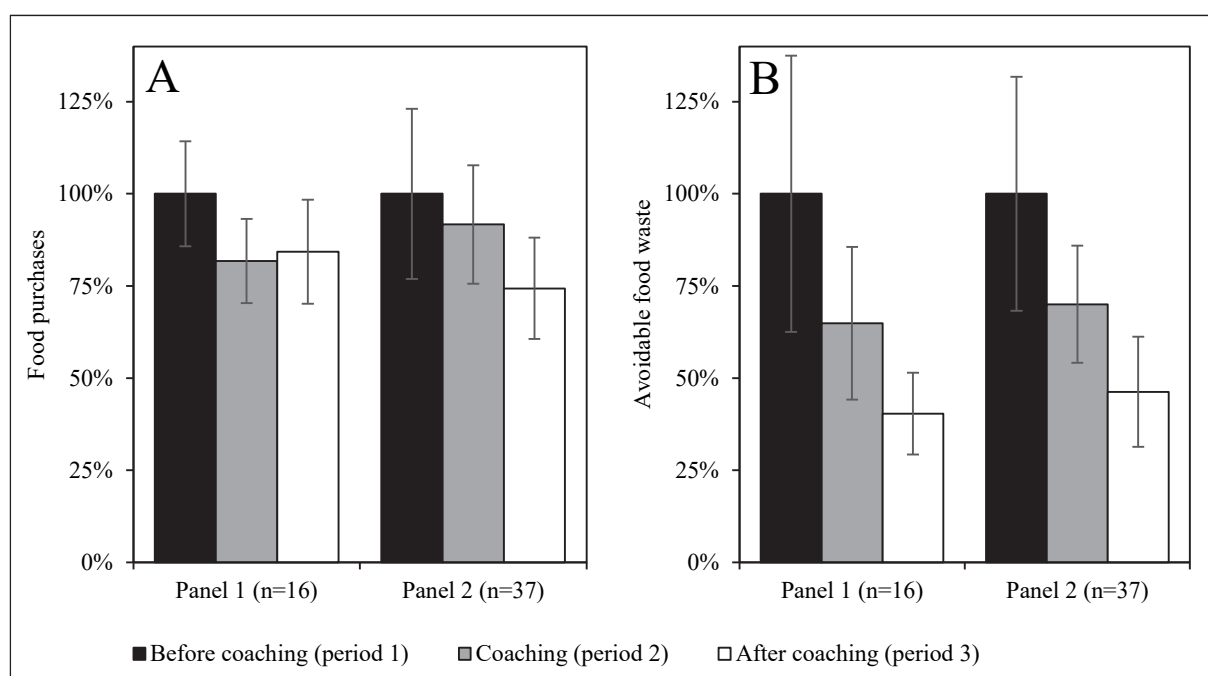 A
Food purchases
125%
100%
75%
50%
25%
0%
Panel 1 (n=16)
Panel 2 (n=37)
B
Avoidable food waste
125%
100%
75%
50%
25%
0%
Panel 1 (n=16)
Panel 2 (n=37)
Before coaching (period 1)
Coaching (period 2)
After coaching (period 3)